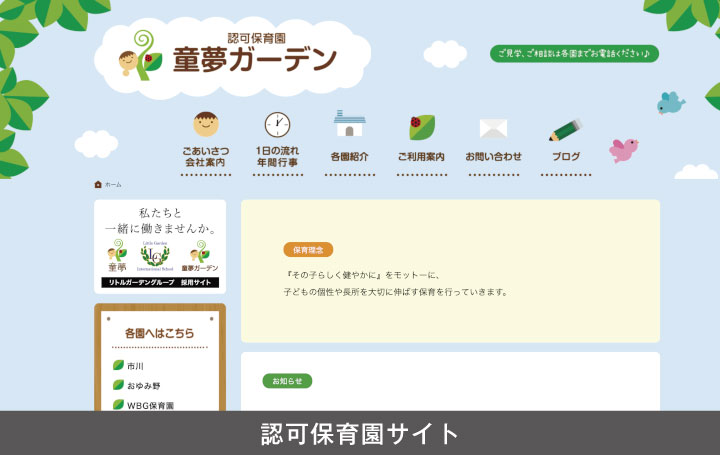 認可保育園
童夢ガーデン
ご見学、ご相談は各園までお電話ください♪
ごあいさつ
会社案内
1日の流れ
年間行事
各園紹介
ご利用案内
お問い合わせ
ブログ
ホーム
私たちと
一緒に働きませんか。
童夢
Little Garden
LG
International School
童夢ガーデン
リトルガーデングループ 採用サイト
保育理念
『その子らしく健やかに』をモットーに、
子どもの個性や長所を大切に伸ばす保育を行っていきます。
各園へはこちら
市川
おゆみ野
WBG保育園
お知らせ
認可保育園サイト